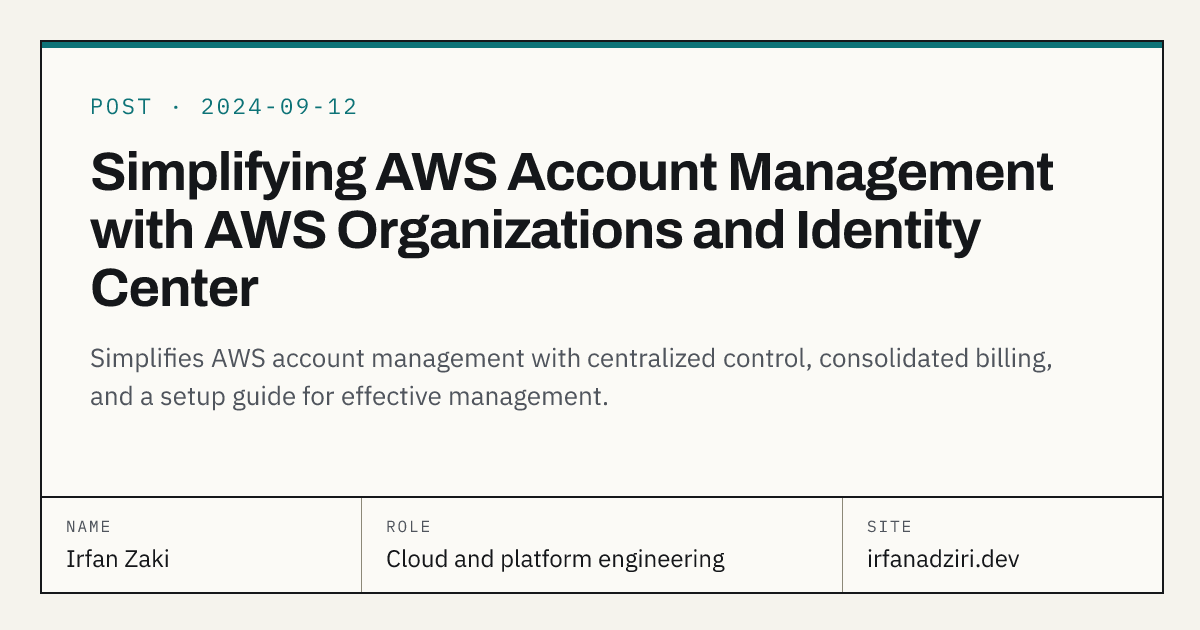 POST · 2024-09-12
Simplifying AWS Account Management
with AWS Organizations and Identity
Center
Simplifies AWS account management with centralized control, consolidated billing,
and a setup guide for effective management.
NAME
Irfan Zaki
ROLE
Cloud and platform engineering
SITE
irfanadziri.dev